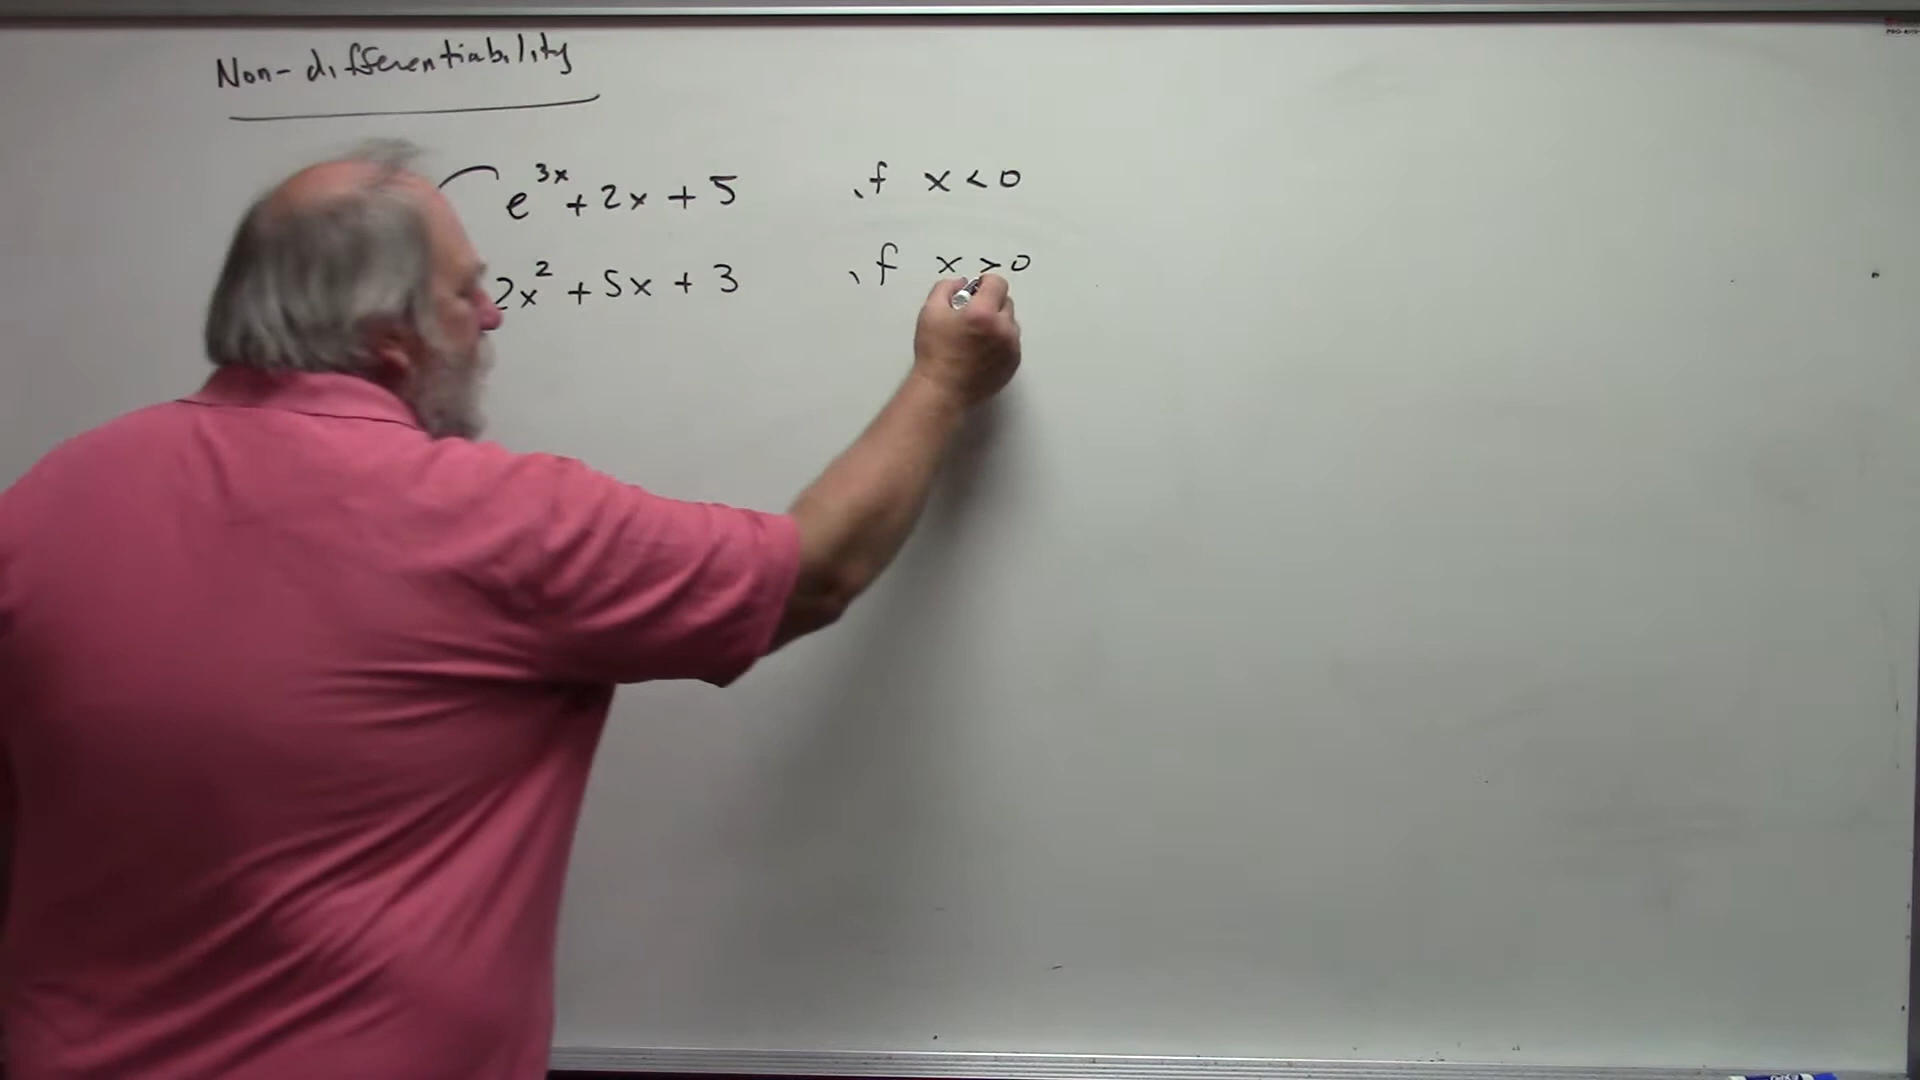 Non-differentiability
e^3x + 2x + 5 if x < 0
2x^2 + 5x + 3 if x > 0